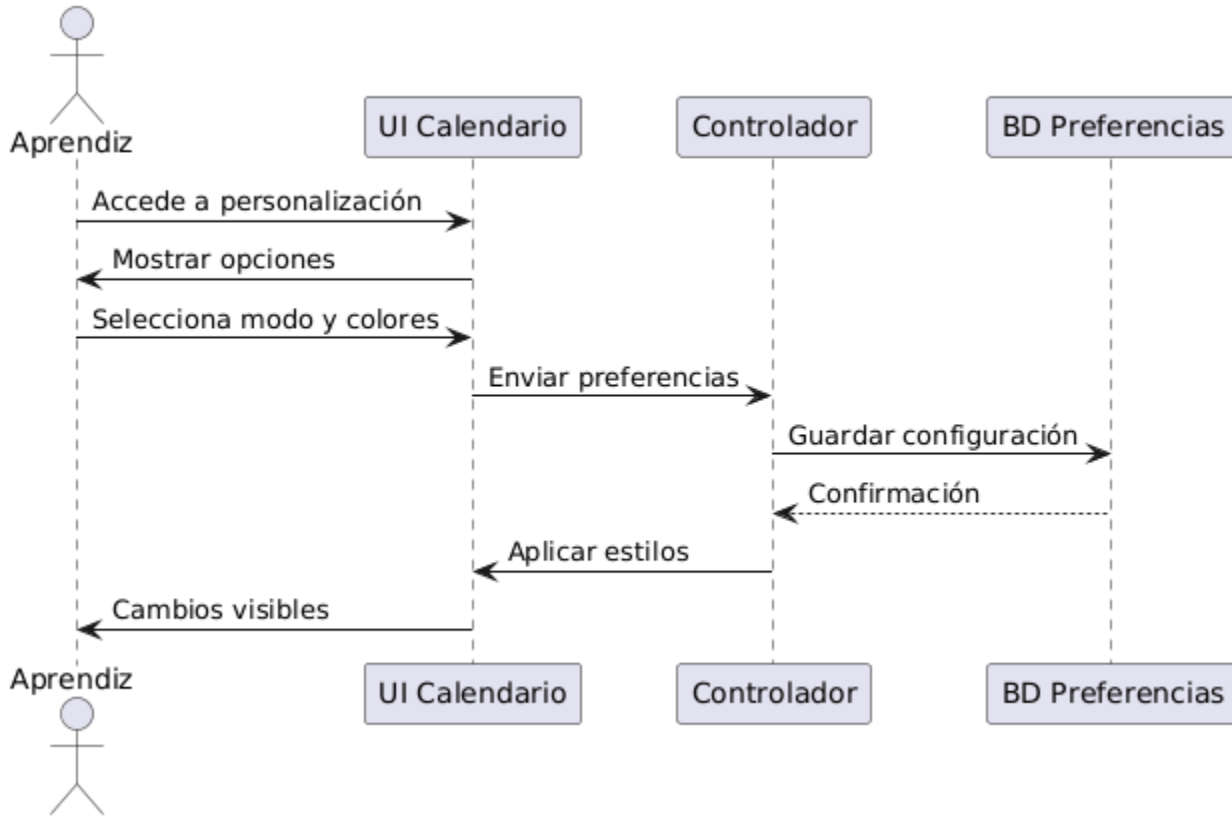 Aprendiz
UI Calendario
Controlador
BD Preferencias
Accede a personalización
Mostrar opciones
Selecciona modo y colores
Enviar preferencias
Guardar configuración
Confirmación
Aplicar estilos
Cambios visibles
Aprendiz
UI Calendario
Controlador
BD Preferencias